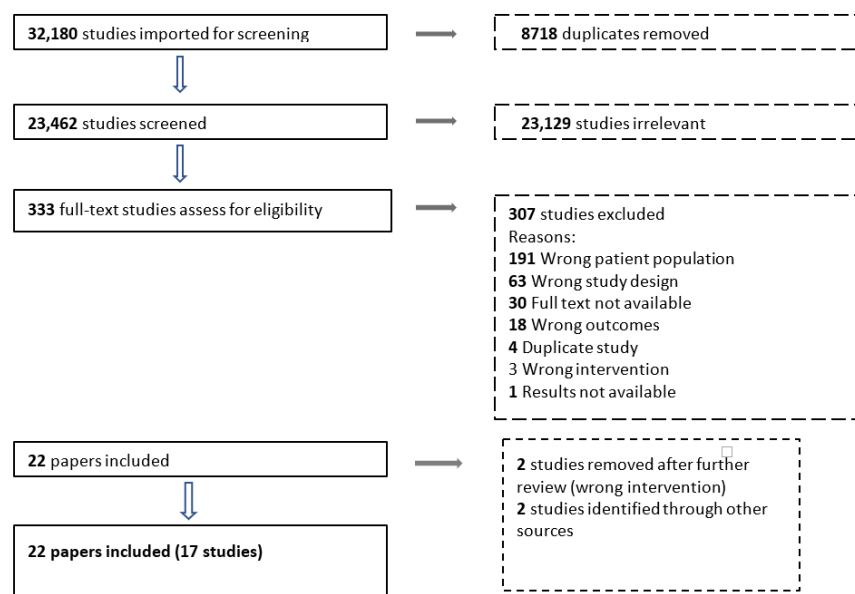 32,180 studies imported for screening
8718 duplicates removed
23,462 studies screened
23,129 studies irrelevant
333 full-text studies assess for eligibility
307 studies excluded
Reasons:
191 Wrong patient population
63 Wrong study design
30 Full text not available
18 Wrong outcomes
4 Duplicate study
3 Wrong intervention
1 Results not available
22 papers included
2 studies removed after further
review (wrong intervention)
2 studies identified through other
sources
22 papers included (17 studies)